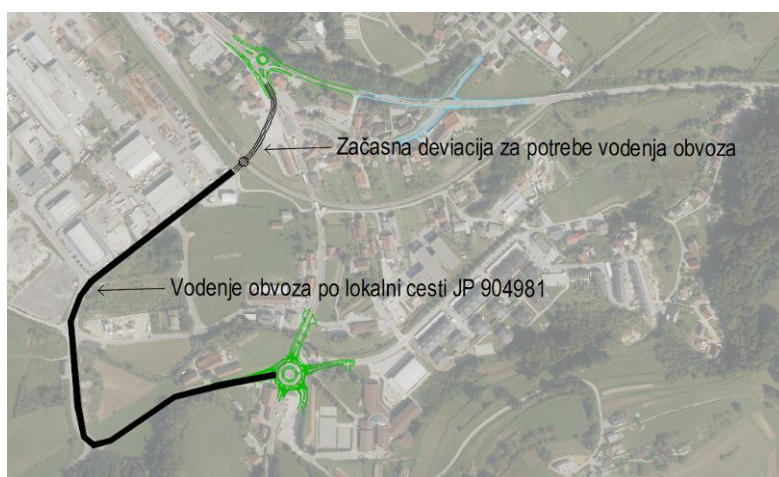 Začasna deviacija za potrebe vodenja obvoza
Vodenje obvoza po lokalni cesti JP 904981